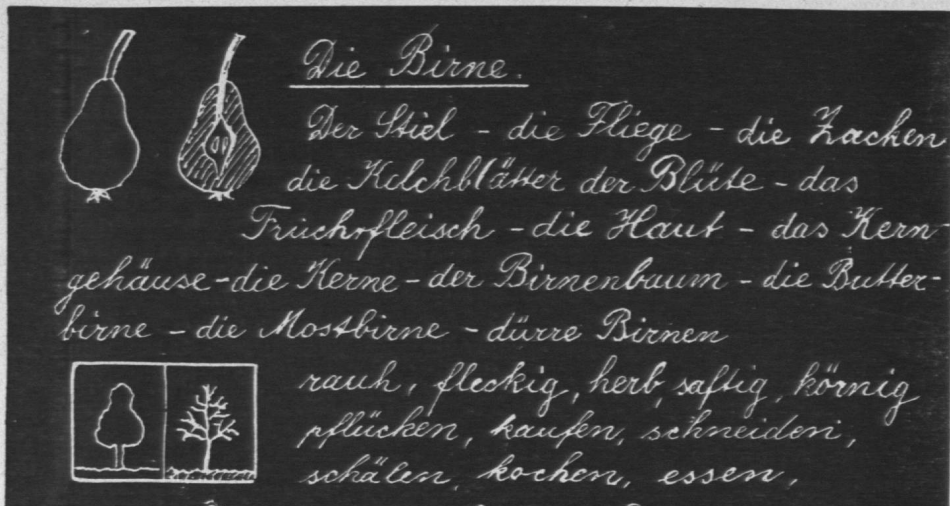 Die Birne.
Der Stiel - die Fliege - die Zacken
die Kelchblätter der Blüte - das
Fruchtfleisch - die Haut - das Kern-
gehäuse - die Kerne - der Birnenbaum - die Butter-
birne - die Mostbirne - dürre Birnen
rauh, fleckig, herb, saftig, körnig
pflücken, kaufen, schneiden,
schälen, kochen, essen,